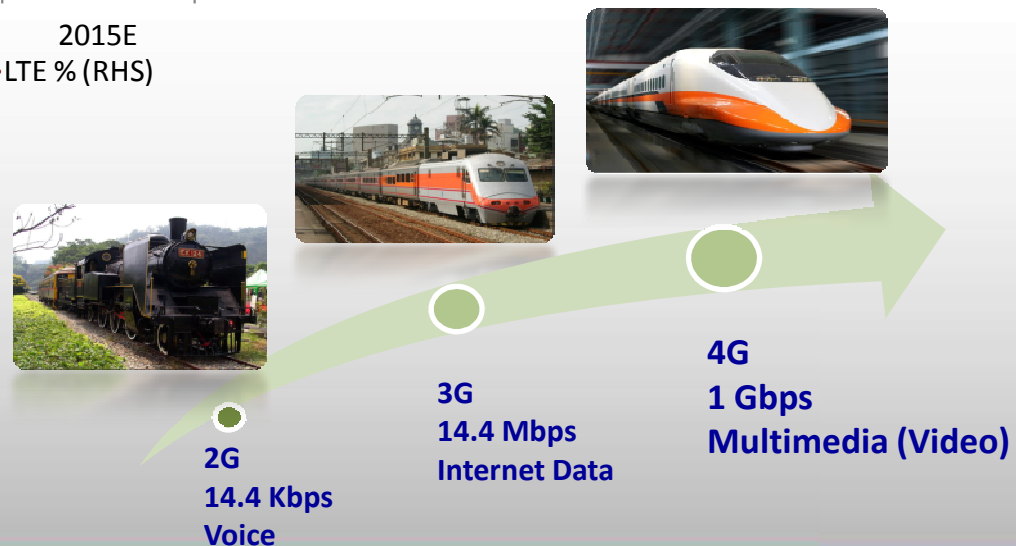 2015E
LTE % (RHS)
4G
1 Gbps
Multimedia (Video)
3G
14.4 Mbps
Internet Data
2G
14.4 Kbps
Voice